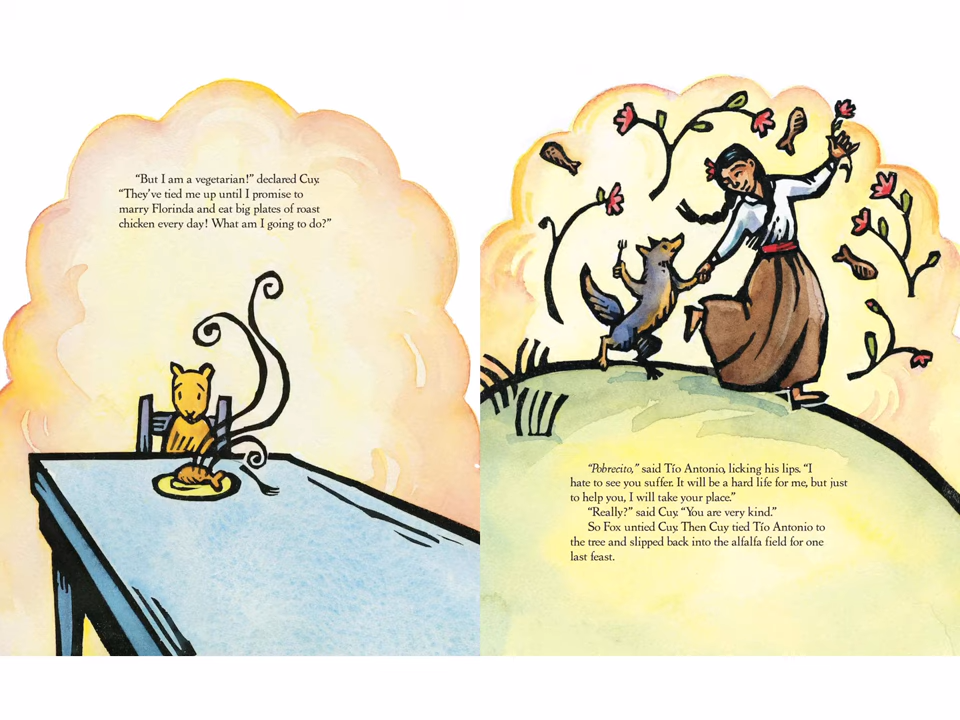 “But I am a vegetarian!” declared Cuy.
“They’ve tied me up until I promise to
marry Florinda and eat big plates of roast
chicken every day! What am I going to do?”
“Pobrecito,” said Tío Antonio, licking his lips. “I
hate to see you suffer. It will be a hard life for me, but just
to help you, I will take your place.”
“Really?” said Cuy. “You are very kind.”
So Fox untied Cuy. Then Cuy tied Tío Antonio to
the tree and slipped back into the alfalfa field for one
last feast.